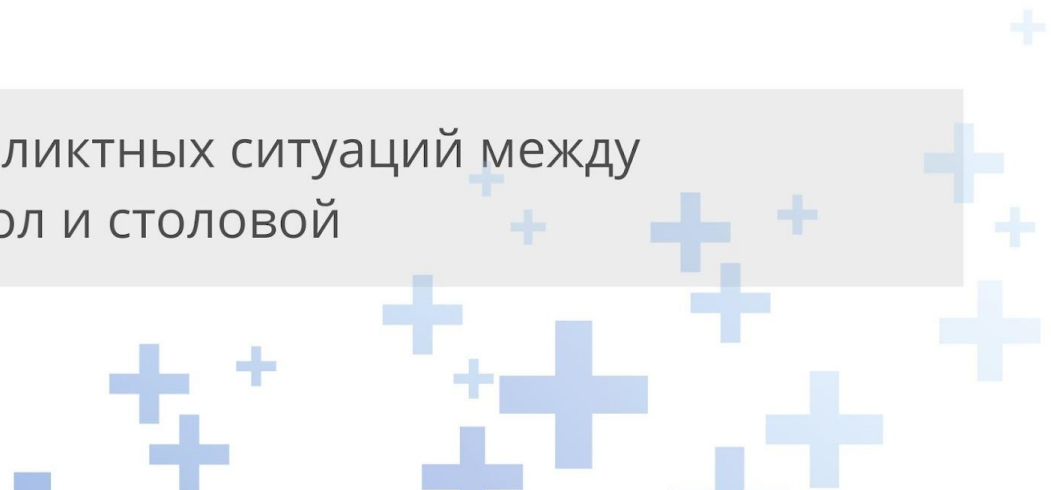 ликтных ситуаций между
ол и столовой